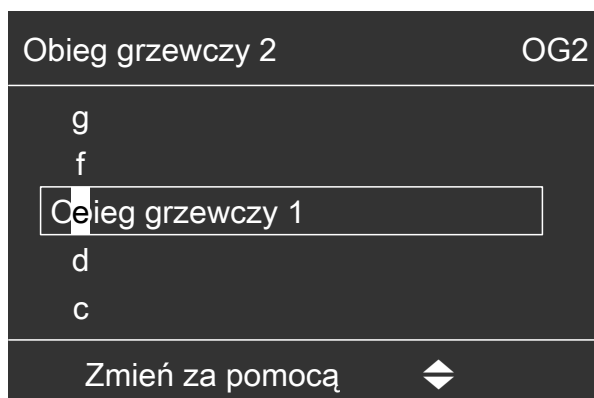 Obieg grzewczy 2 OG2
g
f
Oeieg grzewczy 1
d
c
Zmień za pomocą